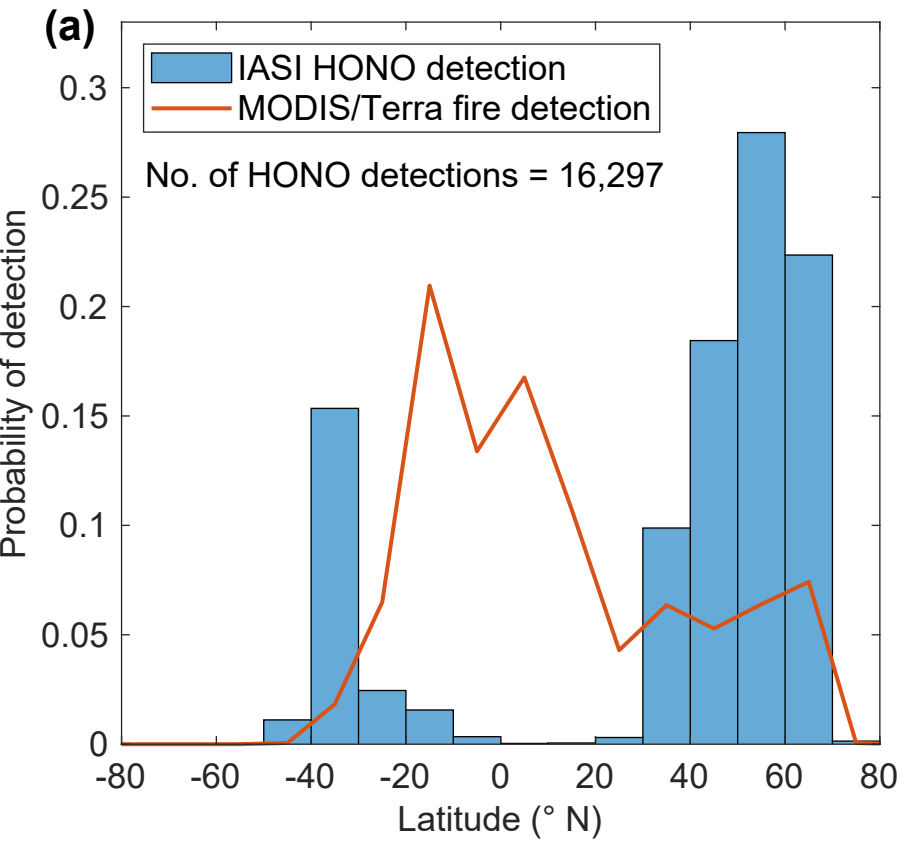 (a)
IASI HONO detection
MODIS/Terra fire detection
No. of HONO detections = 16,297
Probability of detection
0.3
0.25
0.2
0.15
0.1
0.05
0
-80 -60 -40 -20 0 20 40 60 80
Latitude (° N)